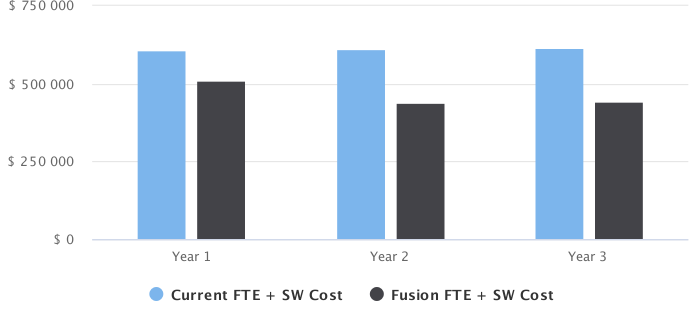 $ 750 000
$ 500 000
$ 250 000
$ 0
Year 1 Year 2 Year 3
Current FTE + SW Cost Fusion FTE + SW Cost